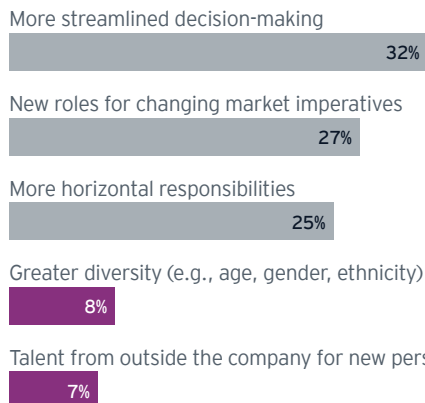 More streamlined decision-making
32%
New roles for changing market imperatives
27%
More horizontal responsibilities
25%
Greater diversity (e.g., age, gender, ethnicity)
8%
Talent from outside the company for new
7%